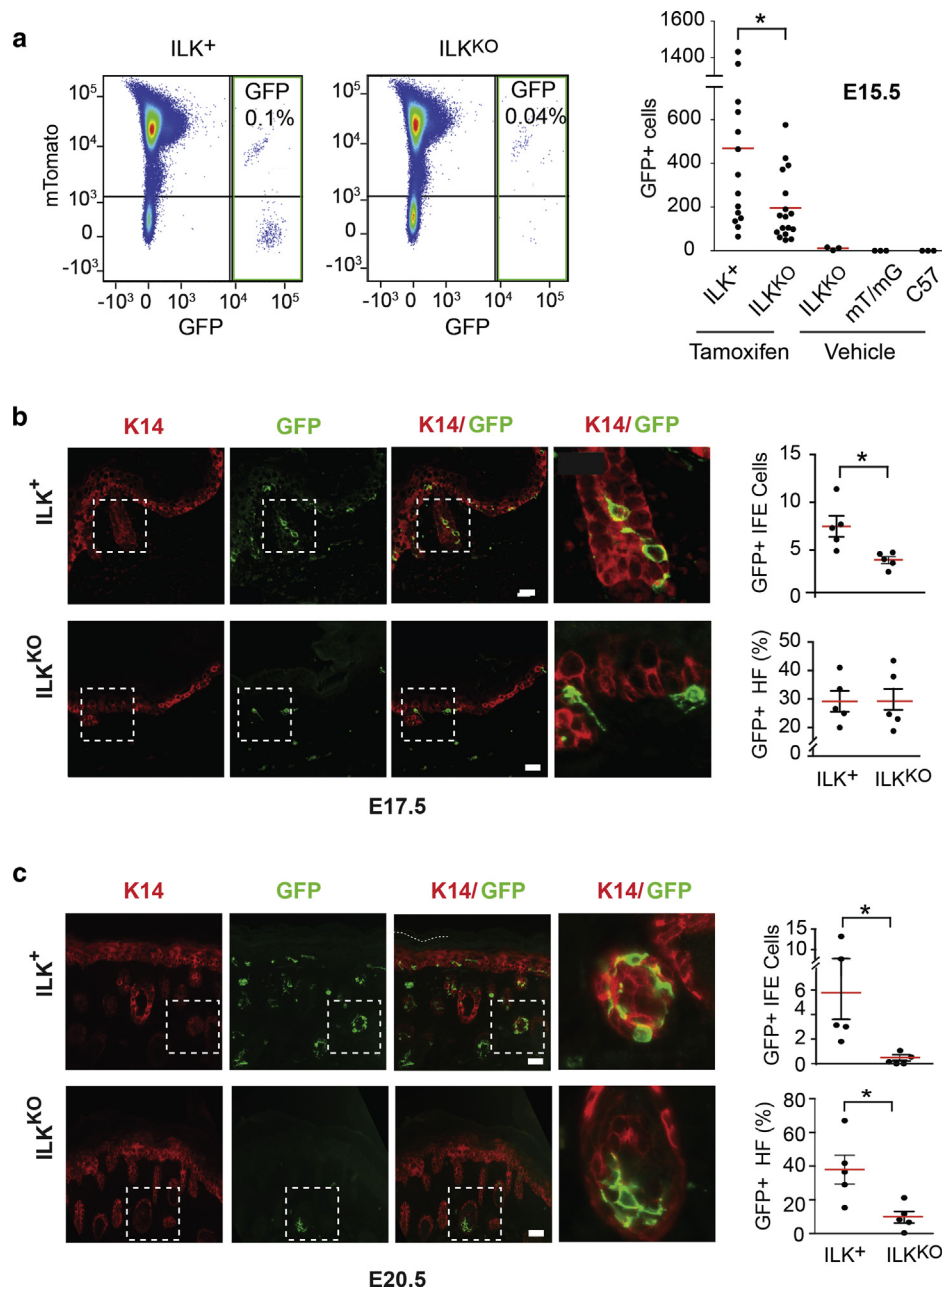 a
ILK+
ILKKO
GFP
0.1%
GFP
0.04%
mTomato
10⁵
10⁴
10³
0
-10³
10⁵
10⁴
10³
0
-10³
-10³ 0 10³ 10⁴ 10⁵
-10³ 0 10³ 10⁴ 10⁵
GFP
GFP
1600
1400
600
400
200
0
GFP+ cells
*
E15.5
ILK+
ILKKO
ILKKO
mT/mG
C57
Tamoxifen
Vehicle
b
K14
GFP
K14/ GFP
K14/ GFP
ILK+
ILKKO
E17.5
15
10
5
0
GFP+ IFE Cells
*
50
40
30
20
0
GFP+ HF (%)
ILK+
ILKKO
c
K14
GFP
K14/ GFP
K14/ GFP
ILK+
ILKKO
E20.5
15
10
6
4
2
0
GFP+ IFE Cells
*
80
60
40
20
0
GFP+ HF (%)
*
ILK+
ILKKO